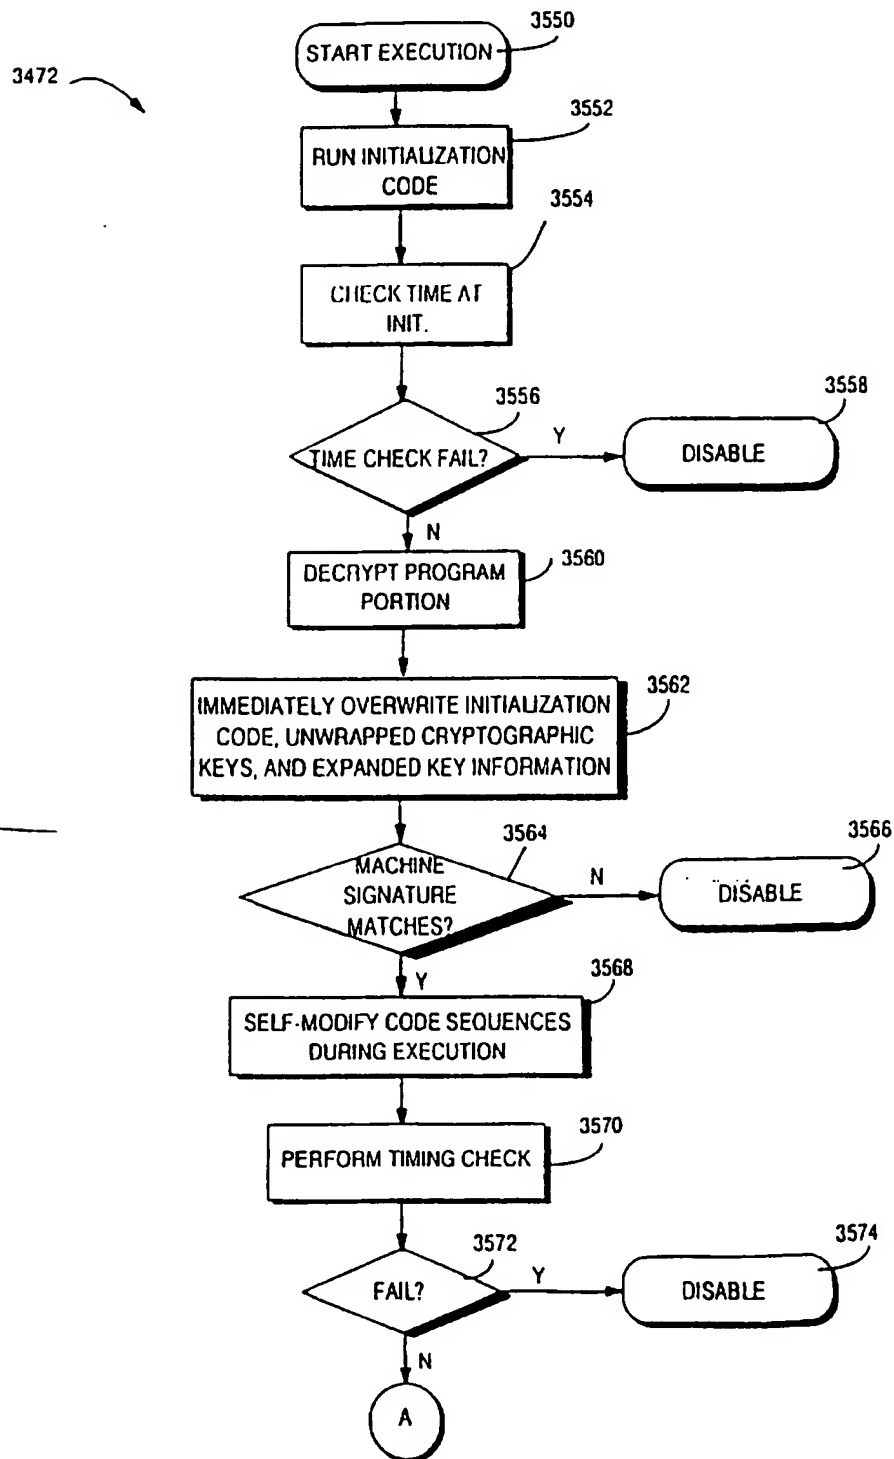 3550
START EXECUTION
3472
3552
RUN INITIALIZATION
CODE
3554
CHECK TIME AT
INIT.
3556
TIME CHECK FAIL?
Y
3558
DISABLE
N
3560
DECRYPT PROGRAM
PORTION
3562
IMMEDIATELY OVERWRITE INITIALIZATION
CODE, UNWRAPPED CRYPTOGRAPHIC
KEYS, AND EXPANDED KEY INFORMATION
3564
MACHINE
SIGNATURE
MATCHES?
N
3566
DISABLE
Y
3568
SELF-MODIFY CODE SEQUENCES
DURING EXECUTION
3570
PERFORM TIMING CHECK
3572
FAIL?
Y
3574
DISABLE
N
A